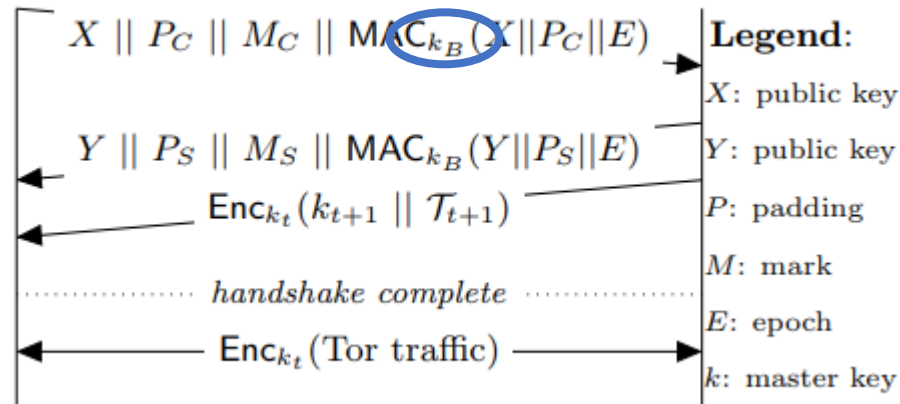 X || P_C || M_C || MAC_{k_B}(X||P_C||E)
Y || P_S || M_S || MAC_{k_B}(Y||P_S||E)
Enc_{k_t}(k_{t+1} || 𝒯_{t+1})
handshake complete
Enc_{k_t}(Tor traffic)
Legend:
X: public key
Y: public key
P: padding
M: mark
E: epoch
k: master key